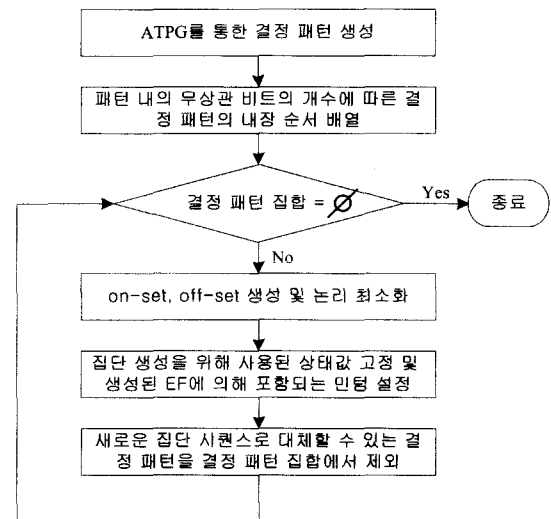 ATPG를 통한 결정 패턴 생성
패턴 내의 무상관 비트의 개수에 따른 결
정 패턴의 내장 순서 배열
결정 패턴 집합 = ∅
Yes
종료
No
on-set, off-set 생성 및 논리 최소화
집단 생성을 위해 사용된 상태값 고정 및
생성된 EF에 의해 포함되는 민텀 설정
새로운 집단 시퀀스로 대체할 수 있는 결
정 패턴을 결정 패턴 집합에서 제외